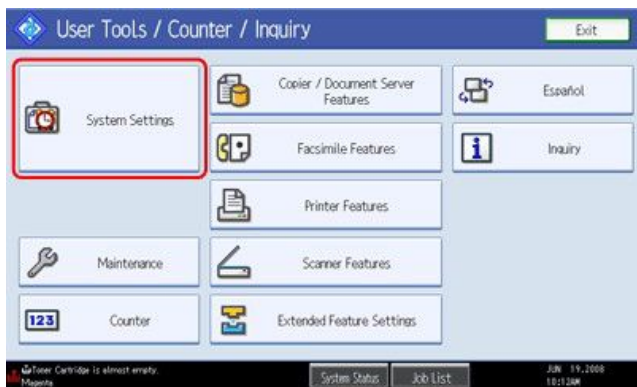 User Tools / Counter / Inquiry
Exit
System Settings
Copier / Document Server
Features
Español
Facsimile Features
Inquiry
Printer Features
Maintenance
Scanner Features
123
Counter
Extended Feature Settings
Toner Cartridge is almost empty.
Magenta
System Status
Job List
JUN 19,2008
10:12AM